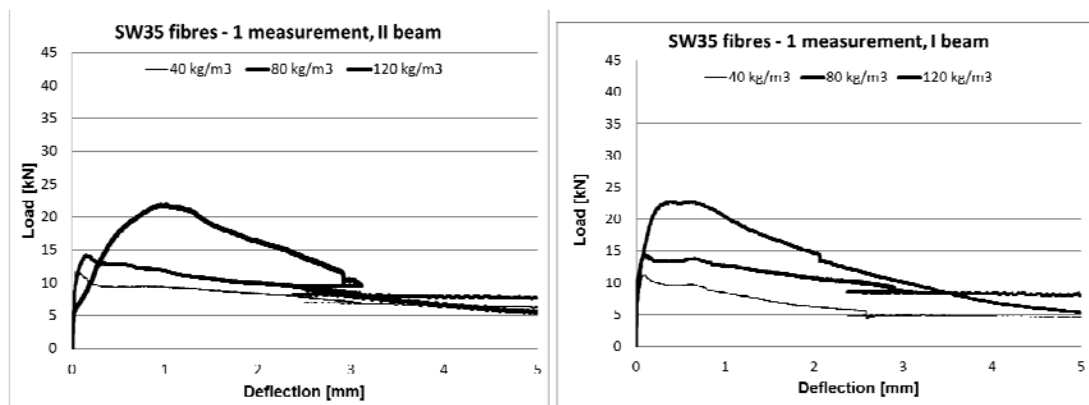 SW35 fibres - 1 measurement, II beam
40 kg/m3 80 kg/m3 120 kg/m3
45
40
35
30
25
20
15
10
5
0
Load [kN]
0 1 2 3 4 5
Deflection [mm]
SW35 fibres - 1 measurement, I beam
40 kg/m3 80 kg/m3 120 kg/m3
45
40
35
30
25
20
15
10
5
0
Load [kN]
0 1 2 3 4 5
Deflection [mm]